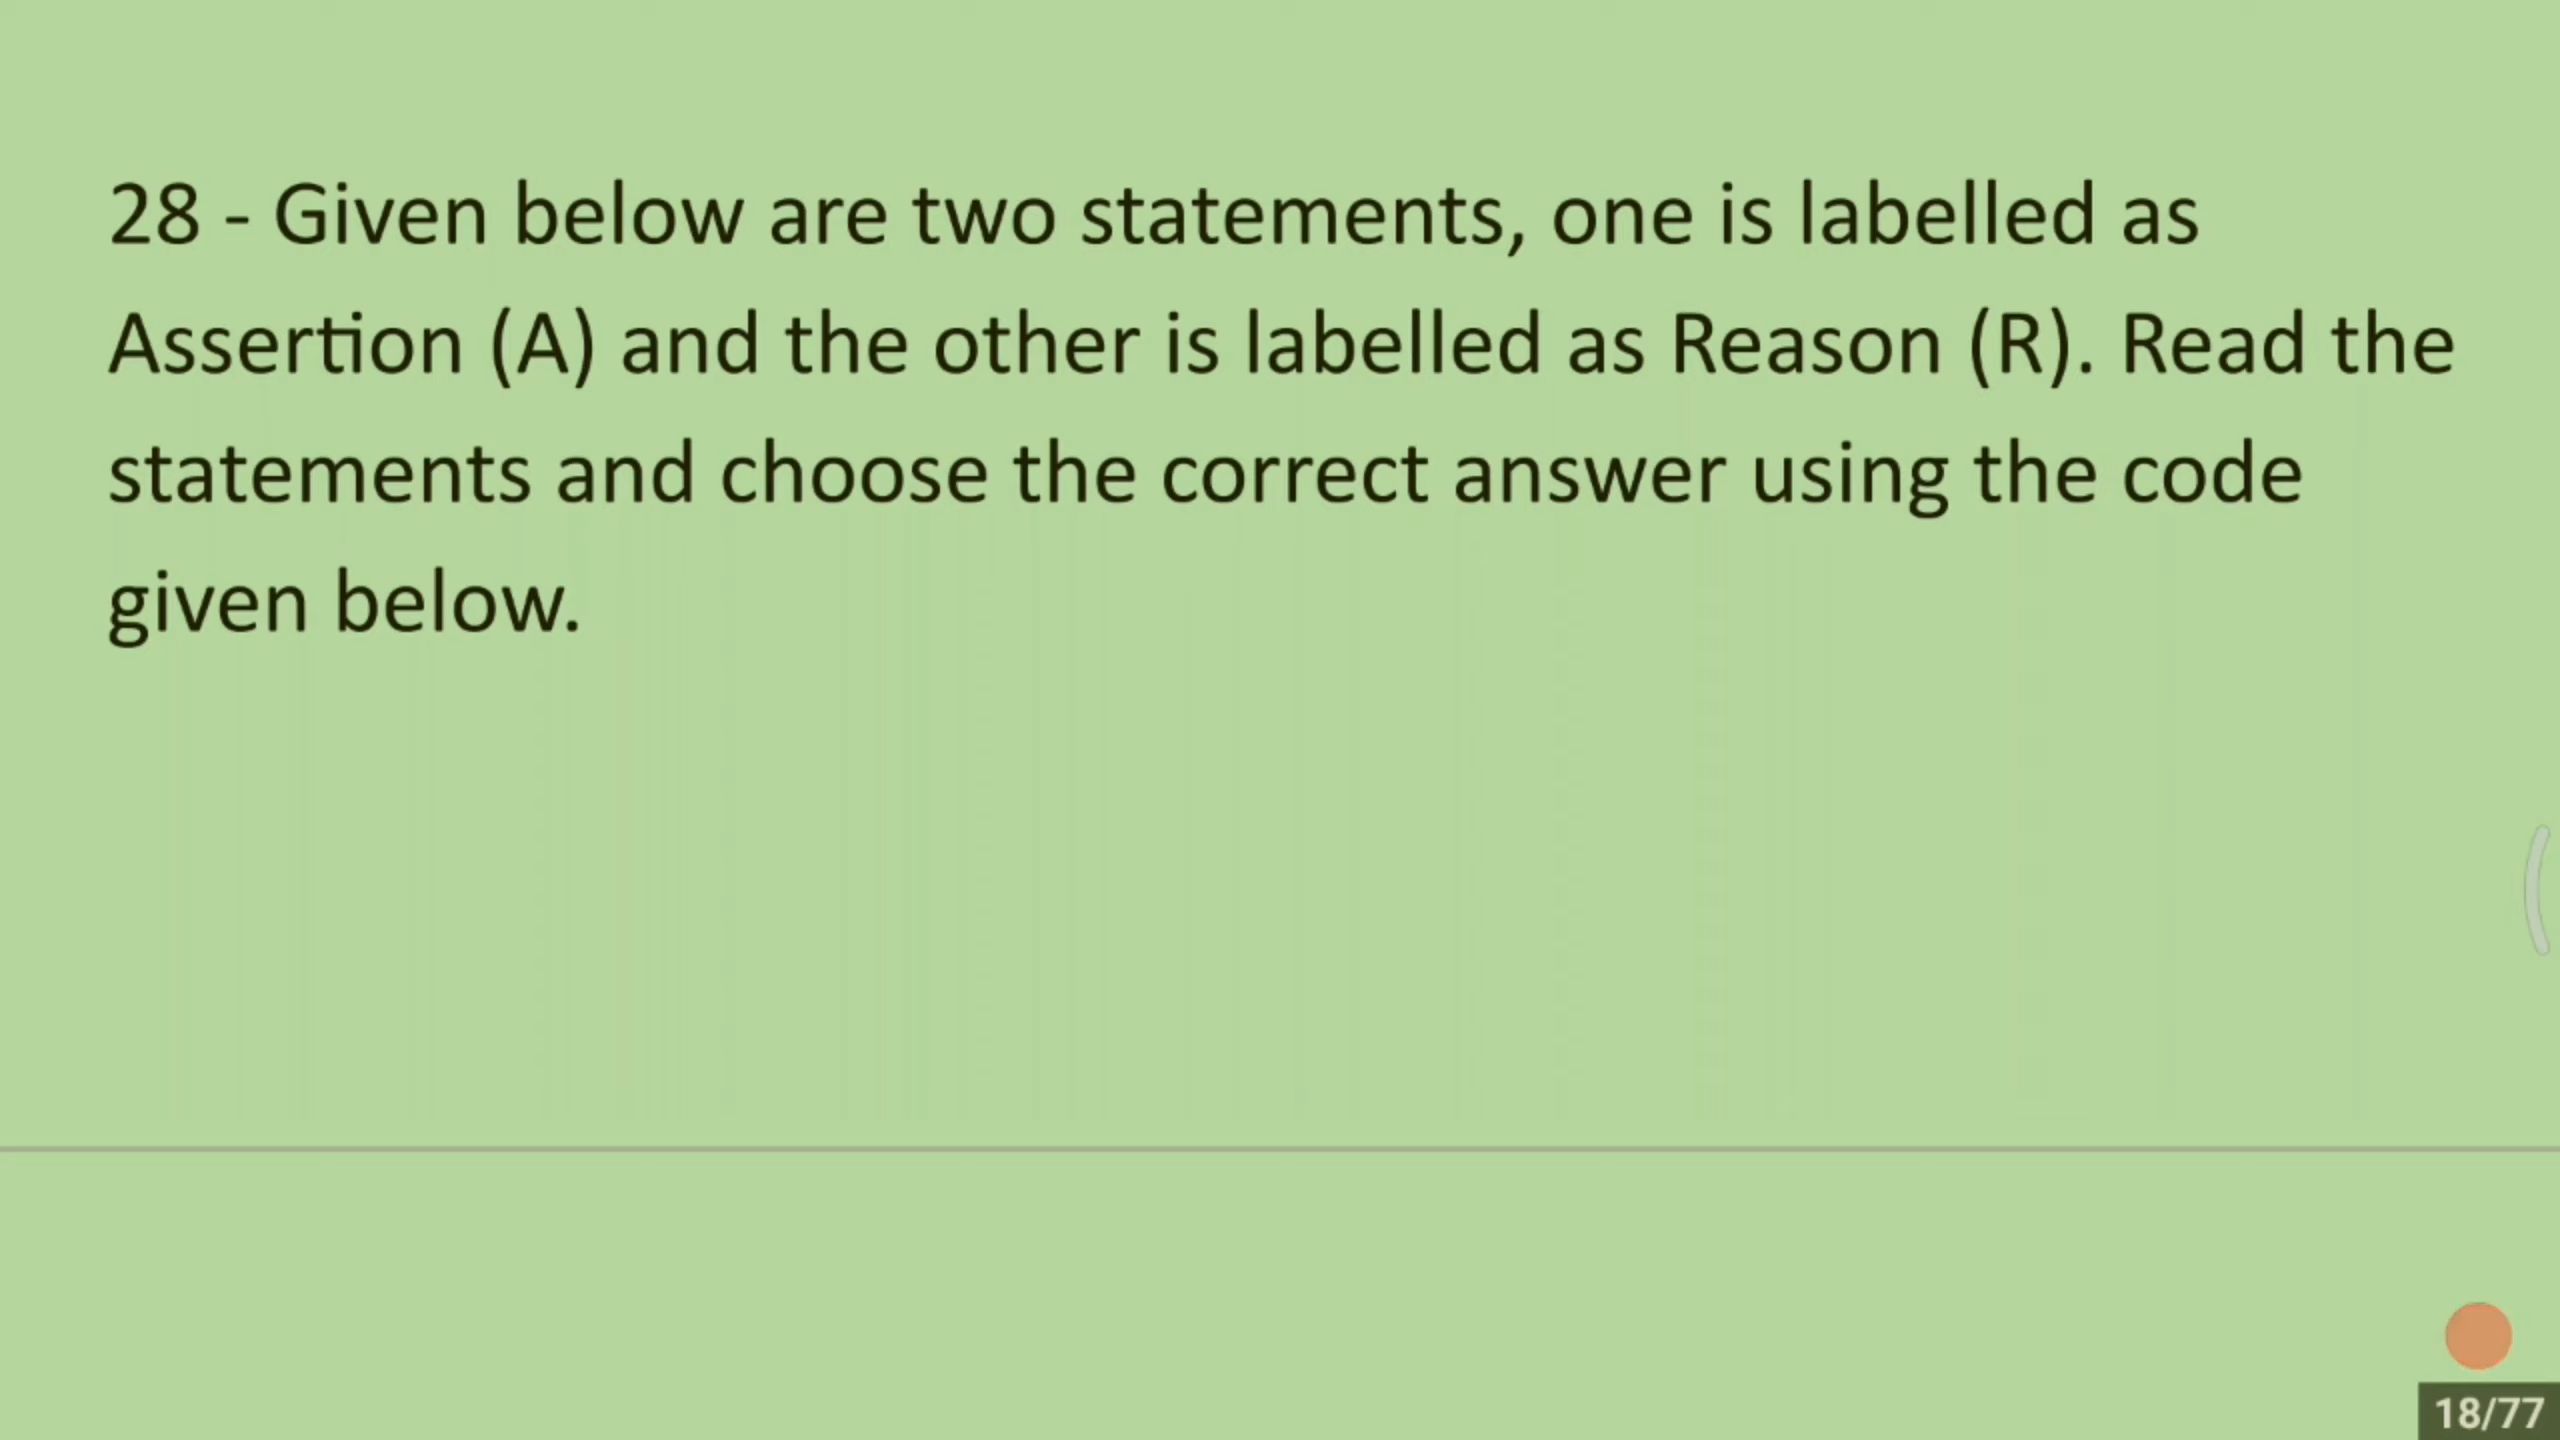 28 - Given below are two statements, one is labelled as
Assertion (A) and the other is labelled as Reason (R). Read the
statements and choose the correct answer using the code
given below.
18/77